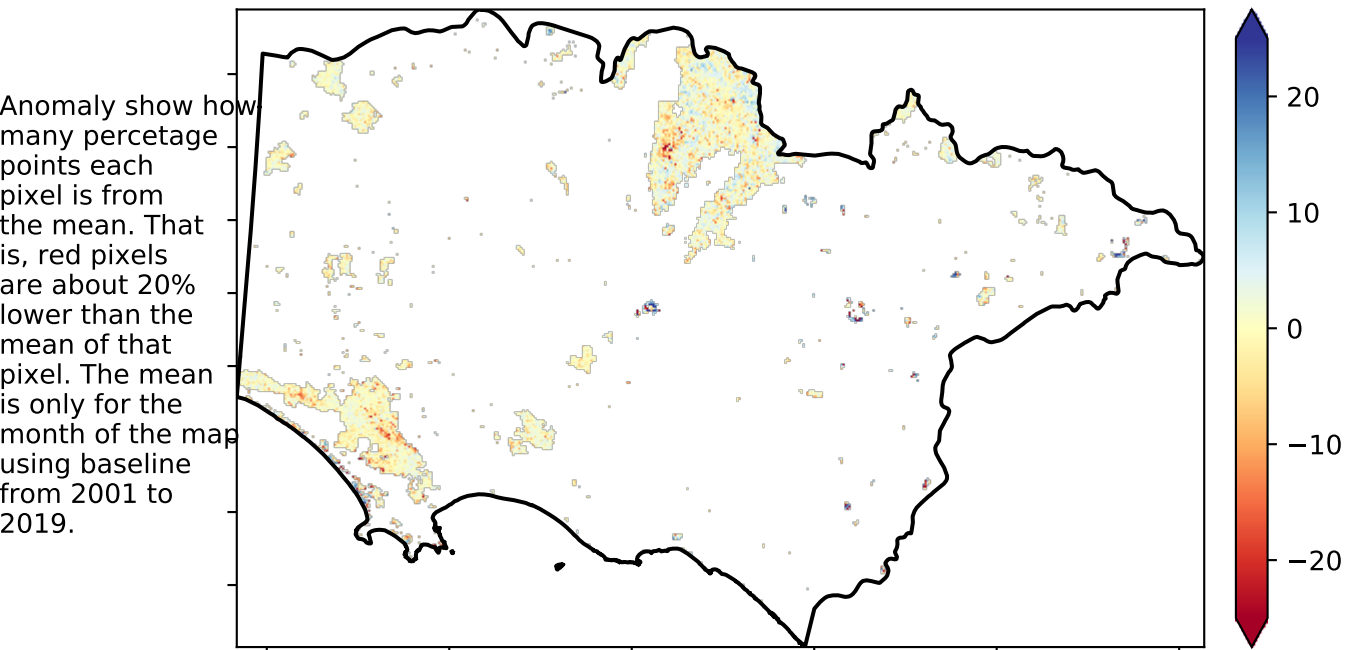 Anomaly show how
many percetage
points each
pixel is from
the mean. That
is, red pixels
are about 20%
lower than the
mean of that
pixel. The mean
is only for the
month of the map
using baseline
from 2001 to
2019.
20
10
0
−10
−20